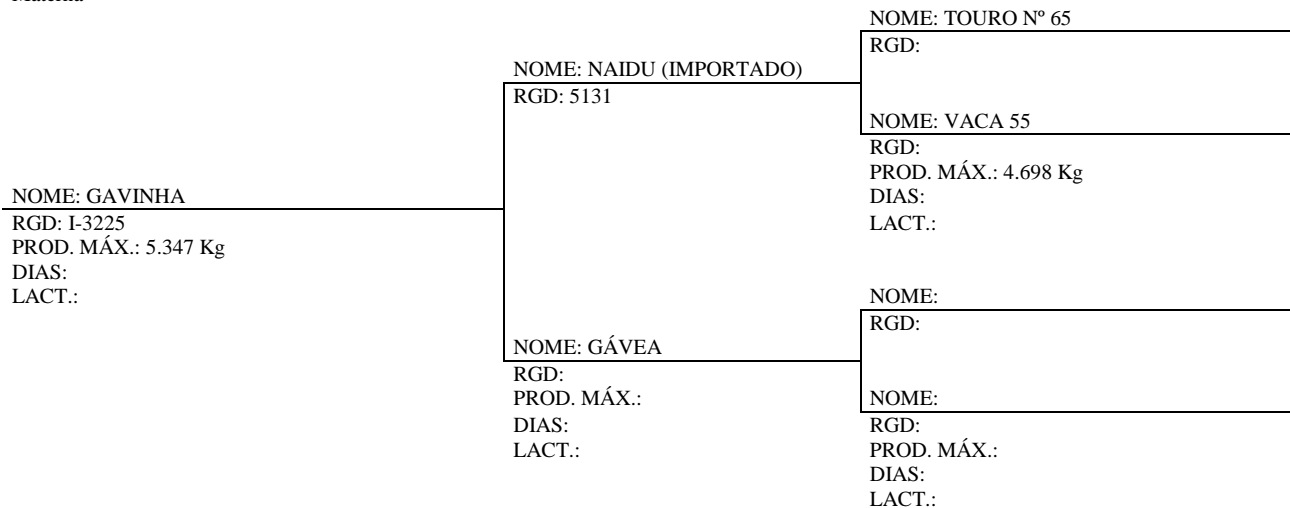 NOME: TOURO Nº 65
RGD:
NOME: NAIDU (IMPORTADO)
RGD: 5131
NOME: VACA 55
RGD:
PROD. MÁX.: 4.698 Kg
DIAS:
LACT.:
NOME: GAVINHA
RGD: I-3225
PROD. MÁX.: 5.347 Kg
DIAS:
LACT.:
NOME:
RGD:
NOME: GÁVEA
RGD:
PROD. MÁX.:
DIAS:
LACT.:
NOME:
RGD:
PROD. MÁX.:
DIAS:
LACT.: